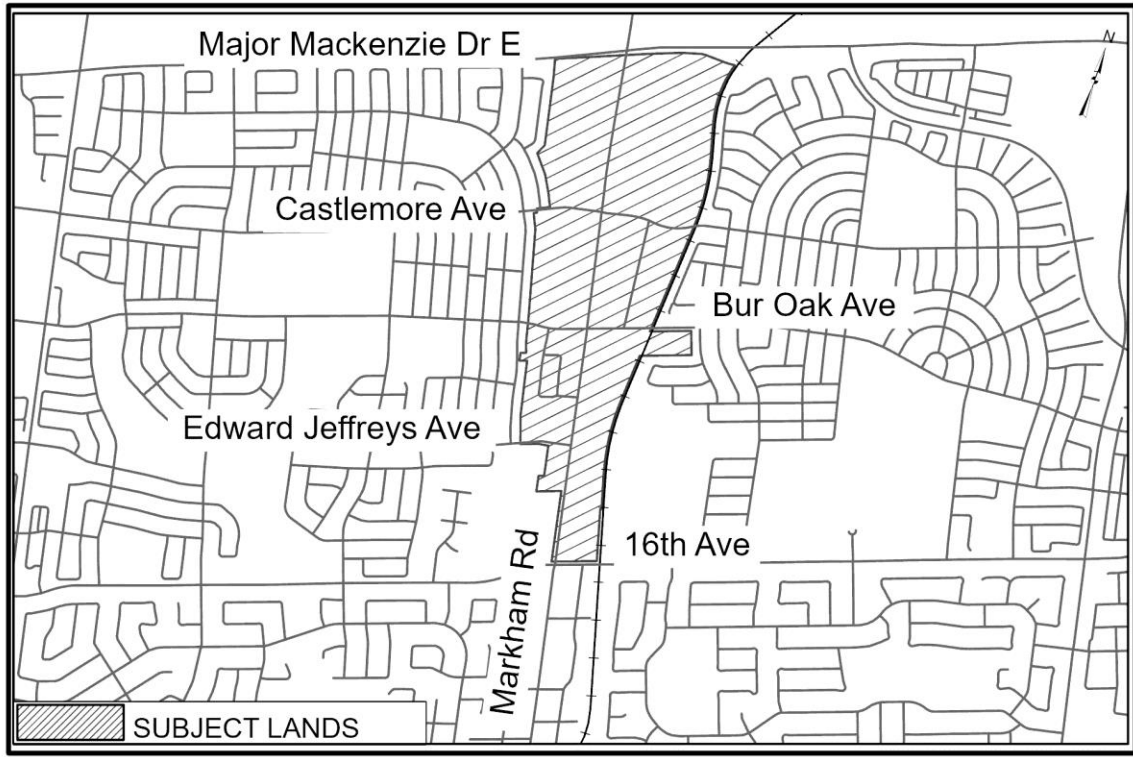 Major Mackenzie Dr E
N
Castlemore Ave
Bur Oak Ave
Edward Jeffreys Ave
16th Ave
Markham Rd
SUBJECT LANDS